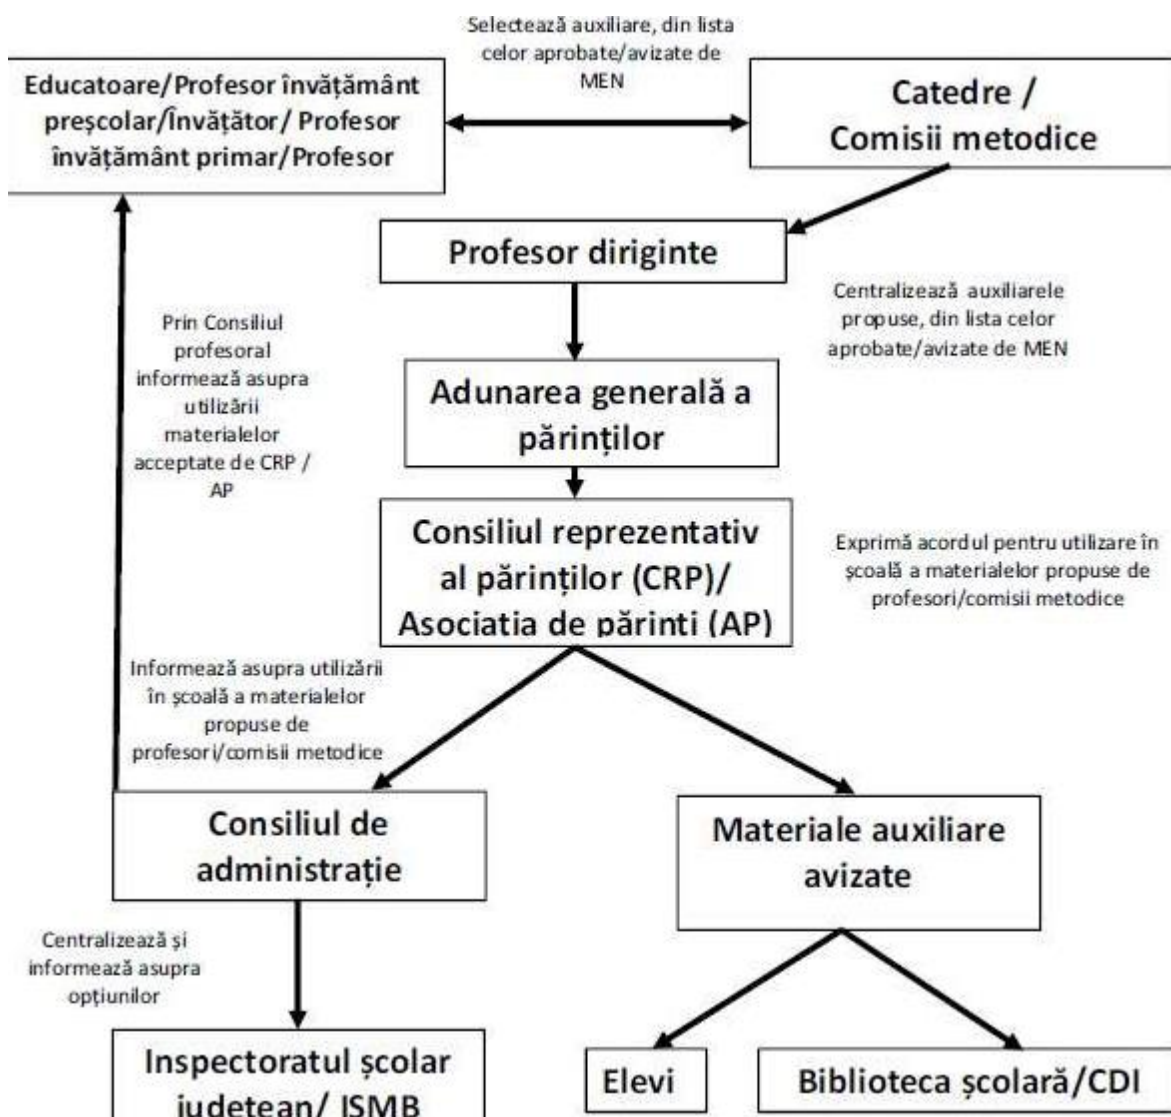 Selectează auxiliare, din lista
celor aprobate/avizate de
MEN
Educatoare/Profesor învățământ
preșcolar/Învățător/ Profesor
învățământ primar/Profesor
Catedre /
Comisii metodice
Profesor diriginte
Centralizează auxiliarele
propuse, din lista celor
aprobate/avizate de MEN
Prin Consiliul
profesoral
informează asupra
utilizării
materialelor
acceptate de CRP /
AP
Adunarea generală a
părinților
Consiliul reprezentativ
al părinților (CRP)/
Asociatia de părinti (AP)
Exprimă acordul pentru utilizare în
școală a materialelor propuse de
profesori/comisii metodice
Informează asupra utilizării
în școală a materialelor
propuse de
profesori/comisii metodice
Consiliul de
administrație
Materiale auxiliare
avizate
Centralizează și
informează asupra
opțiunilor
Inspectoratul școlar
județean/ ISMB
Elevi
Biblioteca școlară/CDI